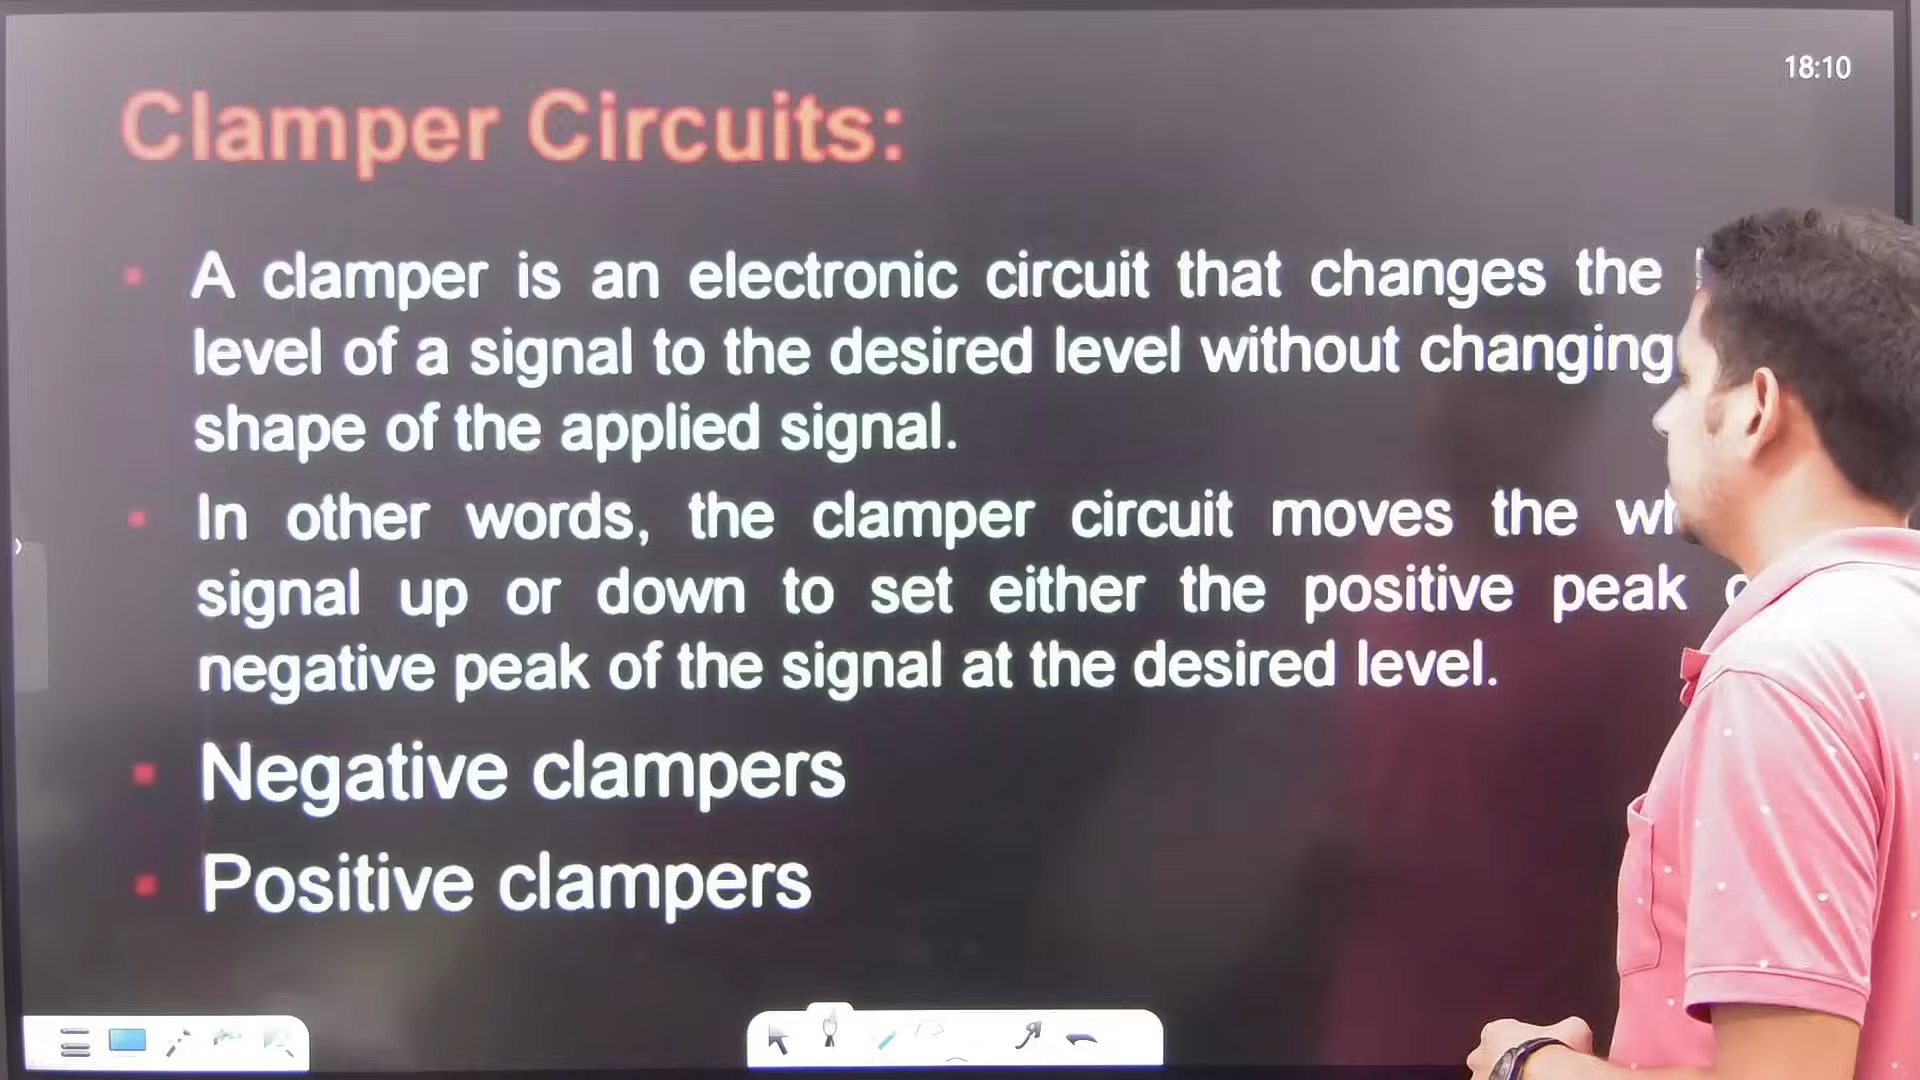 18:10
Clamper Circuits:
A clamper is an electronic circuit that changes the
level of a signal to the desired level without changing
shape of the applied signal.
In other words, the clamper circuit moves the
signal up or down to set either the positive peak
negative peak of the signal at the desired level.
Negative clampers
Positive clampers